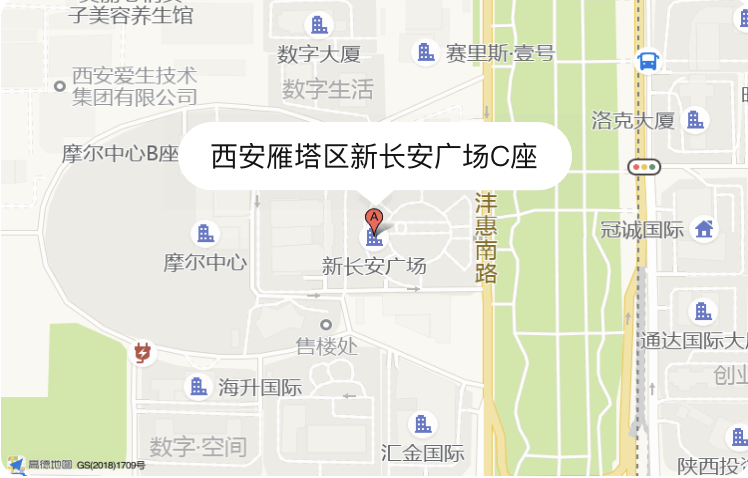 子美容养生馆
数字大厦
赛里斯·壹号
西安爱生技术
集团有限公司
数字生活
洛克大厦
摩尔中心B座
西安雁塔区新长安广场C座
A
沣惠南路
冠诚国际
摩尔中心
新长安广场
售楼处
通达国际大
海升国际
创业
数字·空间
汇金国际
陕西投
高德地图 GS(2018)1709号